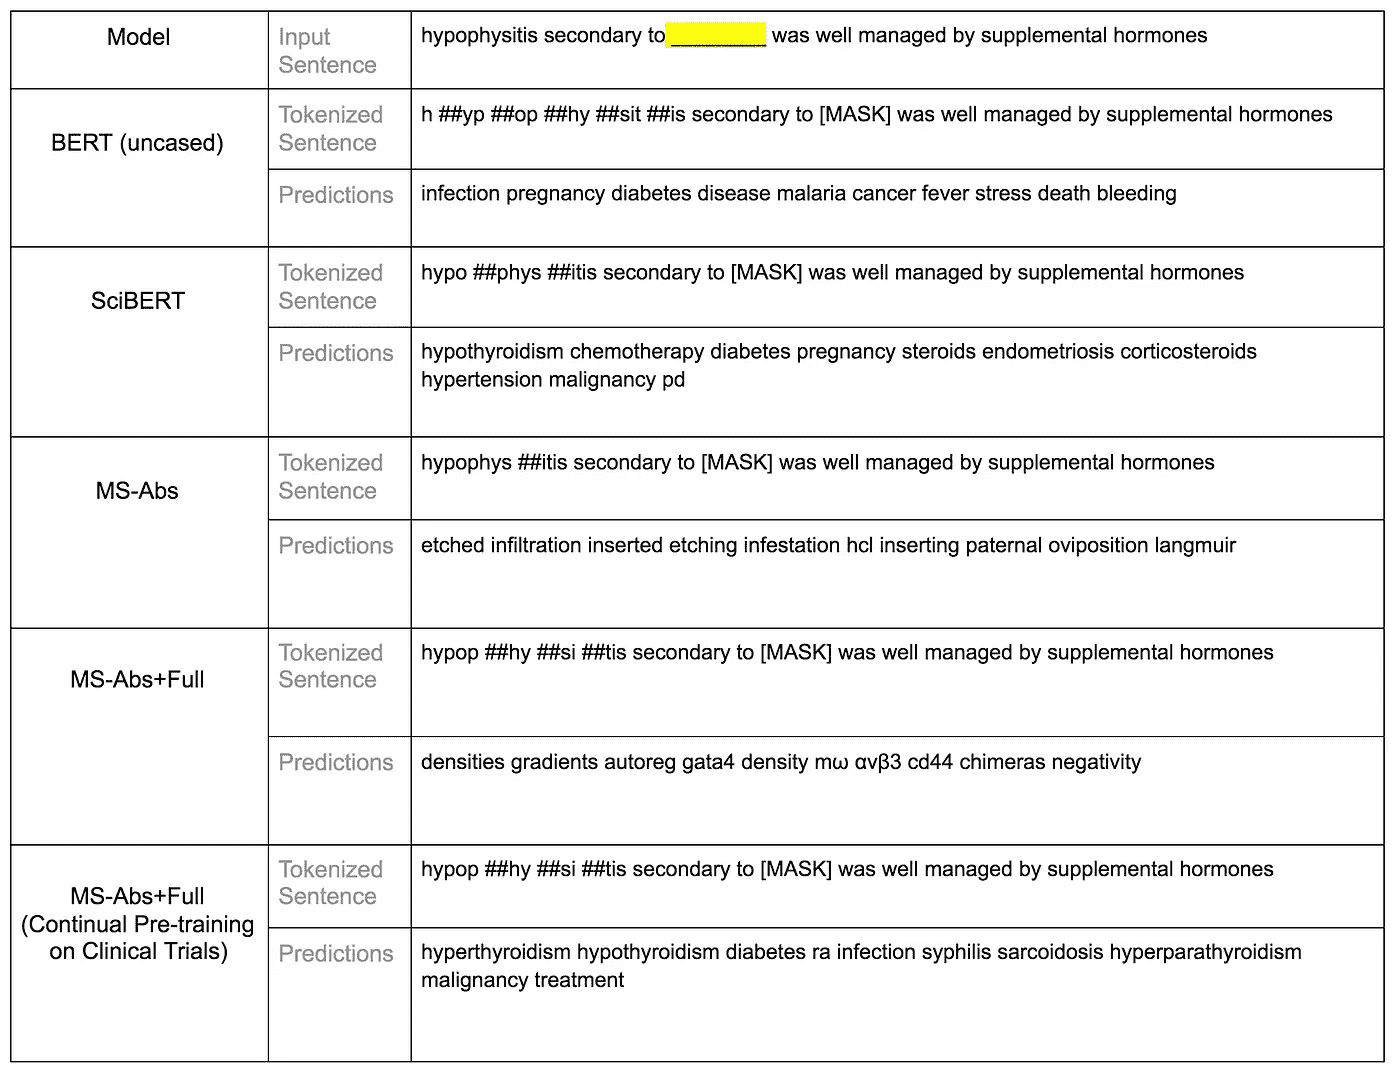 Model
Input
Sentence
hypophysitis secondary to ________ was well managed by supplemental hormones
BERT (uncased)
Tokenized
Sentence
h ##yp ##op ##hy ##sit ##is secondary to [MASK] was well managed by supplemental hormones
Predictions
infection pregnancy diabetes disease malaria cancer fever stress death bleeding
SciBERT
Tokenized
Sentence
hypo ##phys ##itis secondary to [MASK] was well managed by supplemental hormones
Predictions
hypothyroidism chemotherapy diabetes pregnancy steroids endometriosis corticosteroids
hypertension malignancy pd
MS-Abs
Tokenized
Sentence
hypophys ##itis secondary to [MASK] was well managed by supplemental hormones
Predictions
etched infiltration inserted etching infestation hcl inserting paternal oviposition langmuir
MS-Abs+Full
Tokenized
Sentence
hypop ##hy ##si ##tis secondary to [MASK] was well managed by supplemental hormones
Predictions
densities gradients autoreg gata4 density mω αvβ3 cd44 chimeras negativity
MS-Abs+Full
(Continual Pre-training
on Clinical Trials)
Tokenized
Sentence
hypop ##hy ##si ##tis secondary to [MASK] was well managed by supplemental hormones
Predictions
hyperthyroidism hypothyroidism diabetes ra infection syphilis sarcoidosis hyperparathyroidism
malignancy treatment